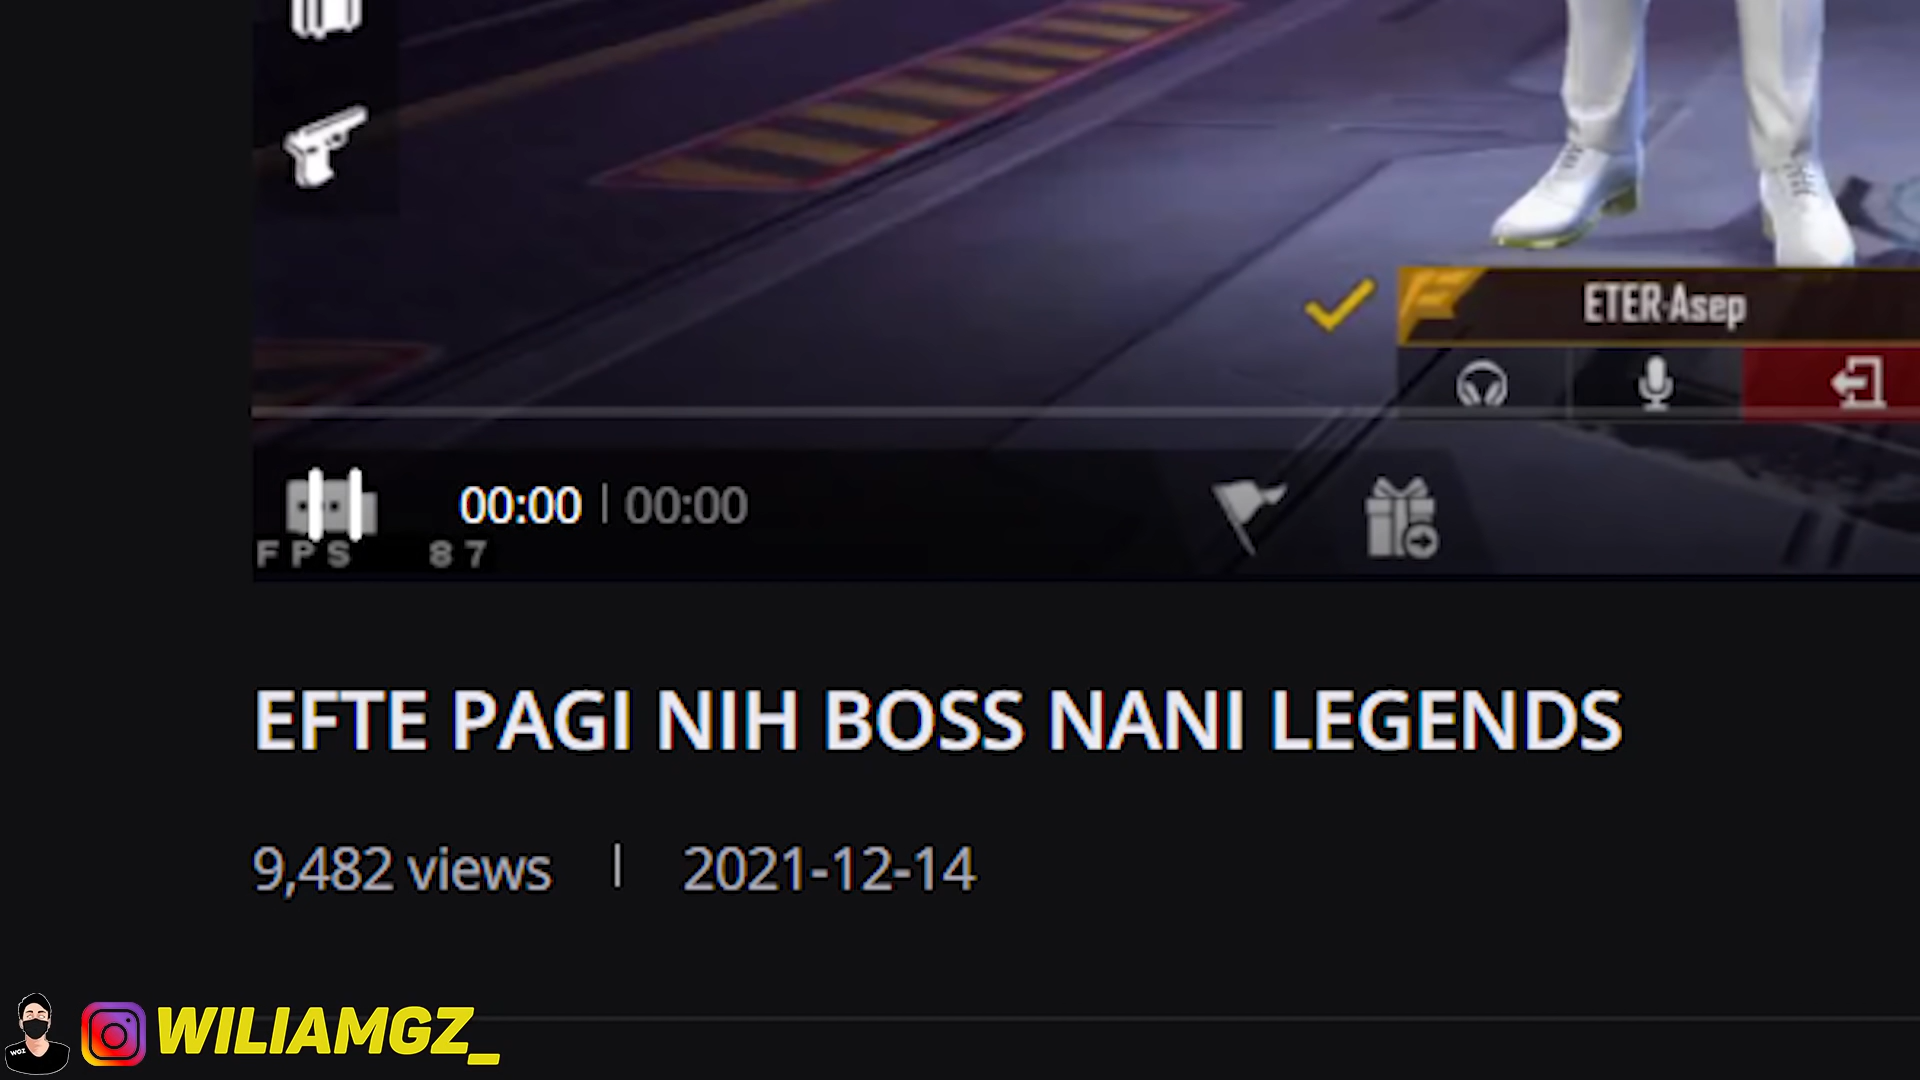 ETER·Asep
00:00 | 00:00
FPS 87
EFTE PAGI NIH BOSS NANI LEGENDS
9,482 views | 2021-12-14
WGZ
WILIAMGZ_